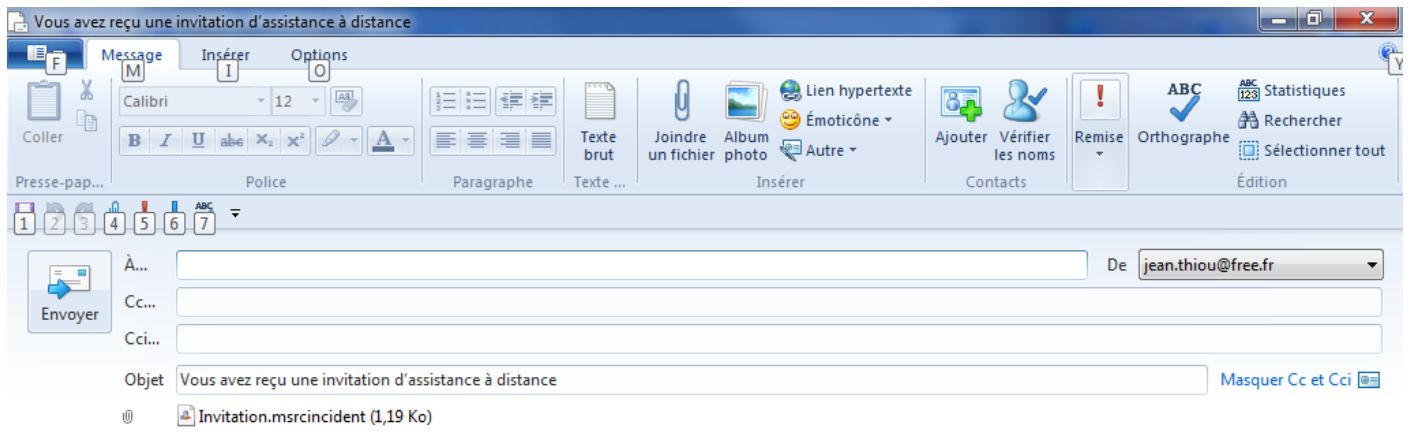 Vous avez reçu une invitation d'assistance à distance
F Message Insérer Options Y
M I O
Coller
Calibri 12
B I U abe X₂ X² A
Texte brut
Joindre un fichier
Album photo
Lien hypertexte
Émoticône
Autre
Ajouter
Vérifier les noms
Remise
ABC
Orthographe
ABC 123 Statistiques
Rechercher
Sélectionner tout
Presse-pap... Police Paragraphe Texte ... Insérer Contacts Édition
ABC
1 2 3 4 5 6 7
Envoyer
À... De jean.thiou@free.fr
Cc...
Cci...
Objet Vous avez reçu une invitation d'assistance à distance Masquer Cc et Cci
Invitation.msrcincident (1,19 Ko)